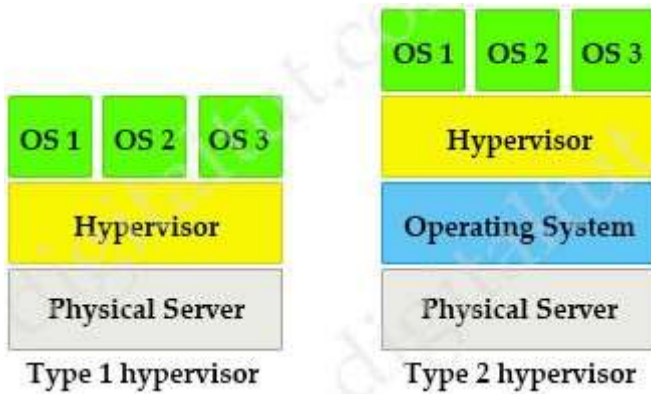 OS 1 OS 2 OS 3
Hypervisor
Physical Server
Type 1 hypervisor
OS 1 OS 2 OS 3
Hypervisor
Operating System
Physical Server
Type 2 hypervisor